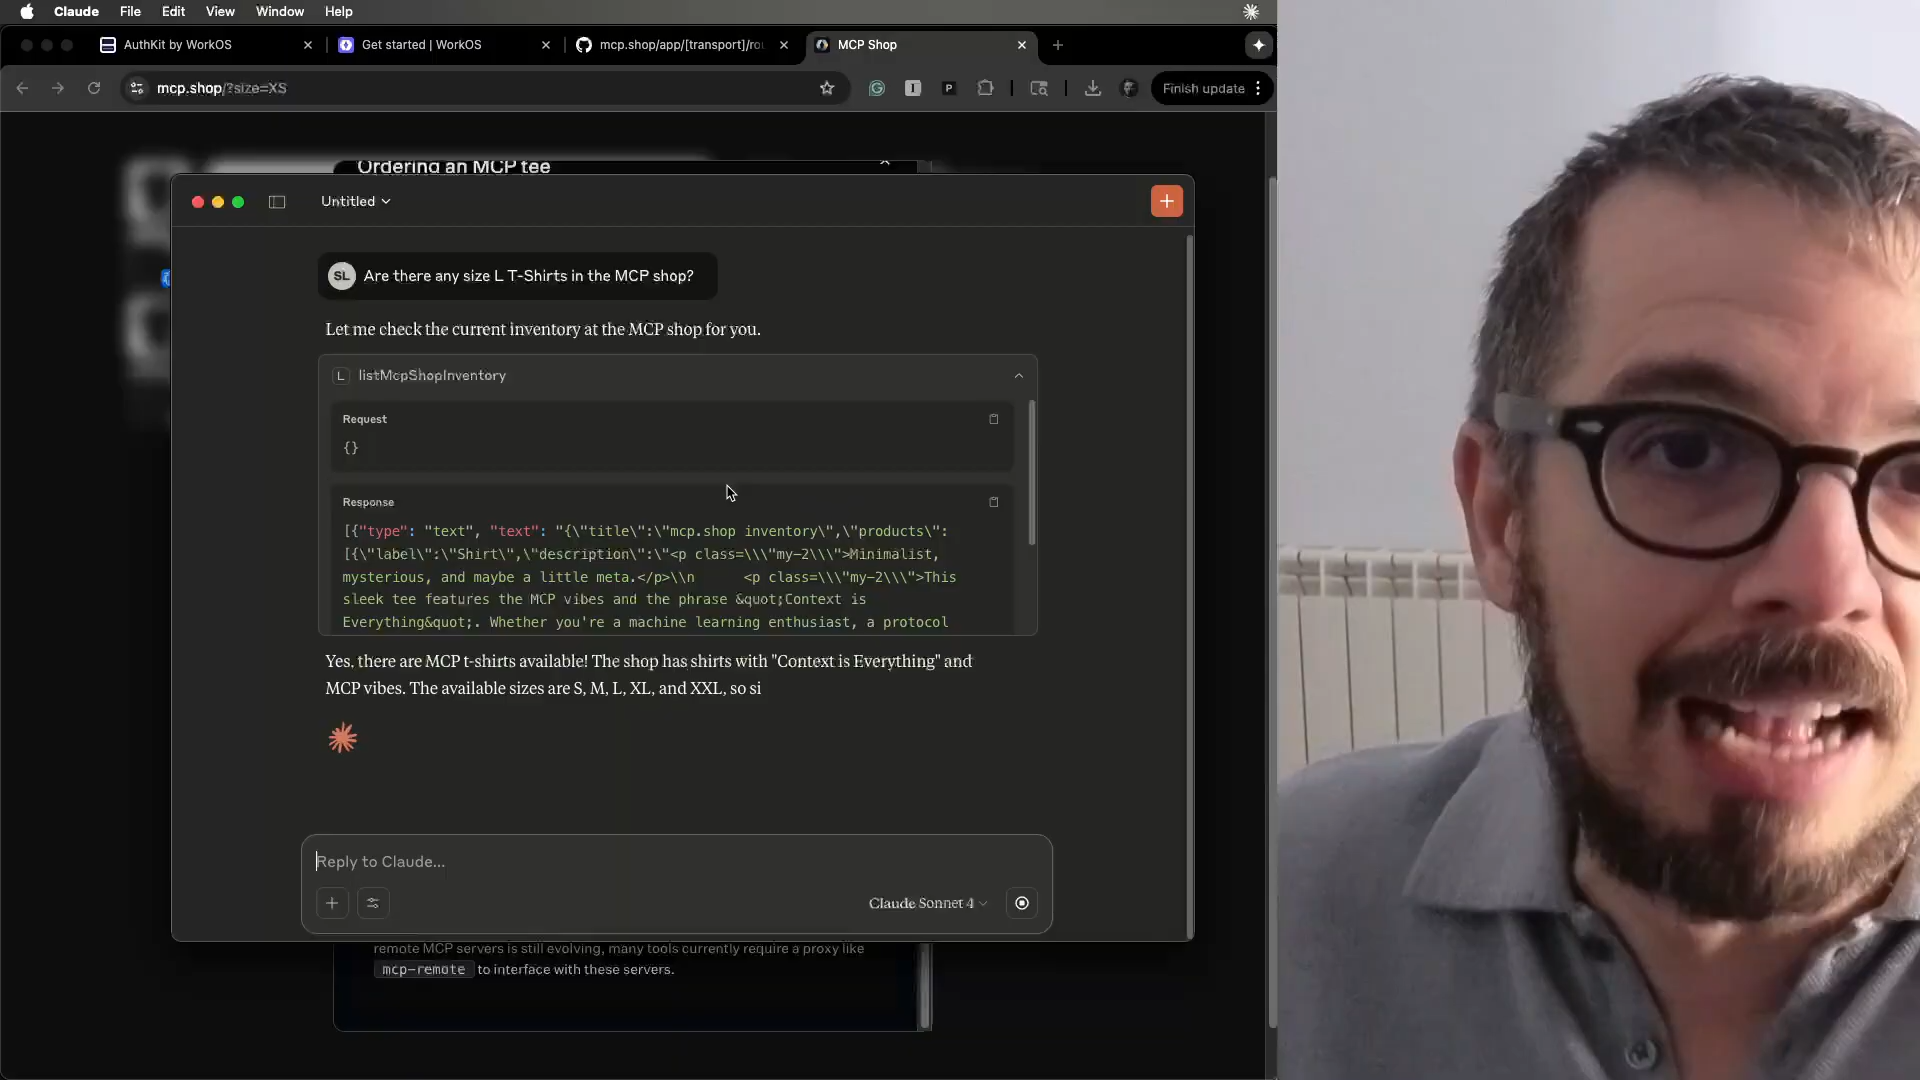 Claude File Edit View Window Help
AuthKit by WorkOS
Get started | WorkOS
mcp.shop/app/[transport]/rou
MCP Shop
mcp.shop/?size=XS
Finish update
Ordering an MCP tee
Untitled
SL Are there any size L T-Shirts in the MCP shop?
Let me check the current inventory at the MCP shop for you.
L listMcpShopInventory
Request
{}
Response
[{"type": "text", "text": "{\"title\":\"mcp.shop inventory\",\"products\":
[{\"label\":\"Shirt\",\"description\":\"<p class=\\\"my-2\\\">Minimalist,
mysterious, and maybe a little meta.</p>\\n <p class=\\\"my-2\\\">This
sleek tee features the MCP vibes and the phrase &quot;Context is
Everything&quot;. Whether you're a machine learning enthusiast, a protocol
Yes, there are MCP t-shirts available! The shop has shirts with "Context is Everything" and
MCP vibes. The available sizes are S, M, L, XL, and XXL, so si
Reply to Claude...
Claude Sonnet 4
remote MCP servers is still evolving, many tools currently require a proxy like
mcp-remote to interface with these servers.